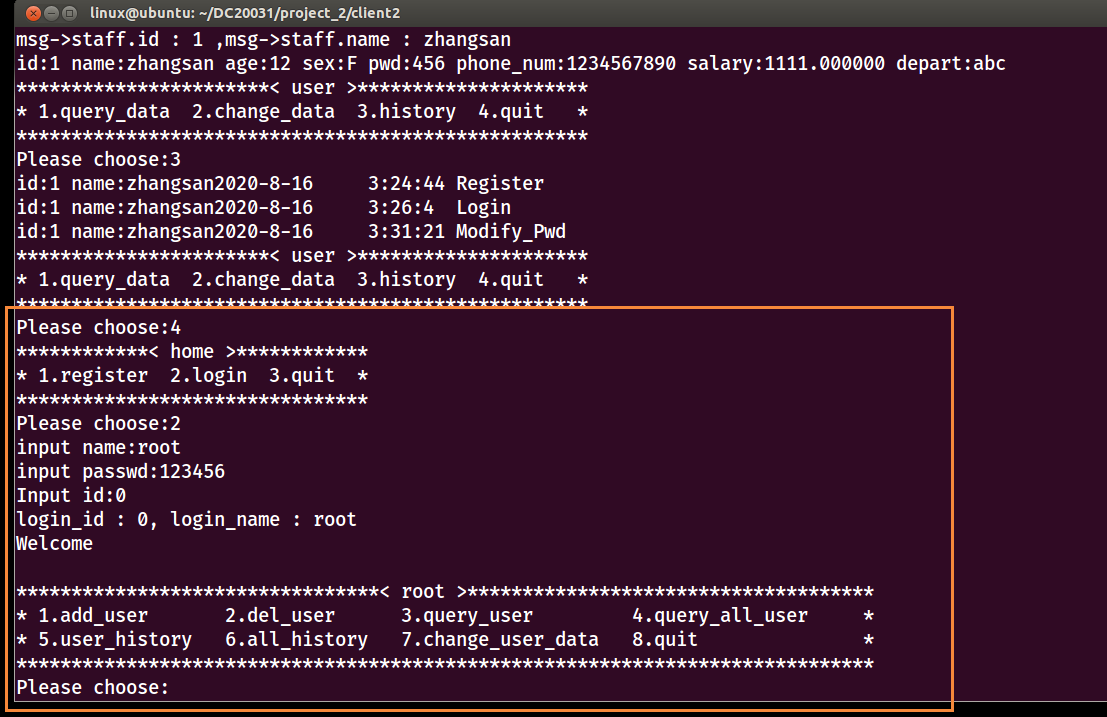 linux@ubuntu: ~/DC20031/project_2/client2
msg->staff.id : 1 ,msg->staff.name : zhangsan
id:1 name:zhangsan age:12 sex:F pwd:456 phone_num:1234567890 salary:1111.000000 depart:abc
***********************< user >*********************
* 1.query_data  2.change_data  3.history  4.quit   *
****************************************************
Please choose:3
id:1 name:zhangsan2020-8-16     3:24:44 Register
id:1 name:zhangsan2020-8-16     3:26:4  Login
id:1 name:zhangsan2020-8-16     3:31:21 Modify_Pwd
***********************< user >*********************
* 1.query_data  2.change_data  3.history  4.quit   *
****************************************************
Please choose:4
************< home >************
* 1.register  2.login  3.quit  *
********************************
Please choose:2
input name:root
input passwd:123456
Input id:0
login_id : 0, login_name : root
Welcome
*********************************< root >*************************************
* 1.add_user       2.del_user      3.query_user         4.query_all_user     *
* 5.user_history   6.all_history   7.change_user_data   8.quit               *
******************************************************************************
Please choose: